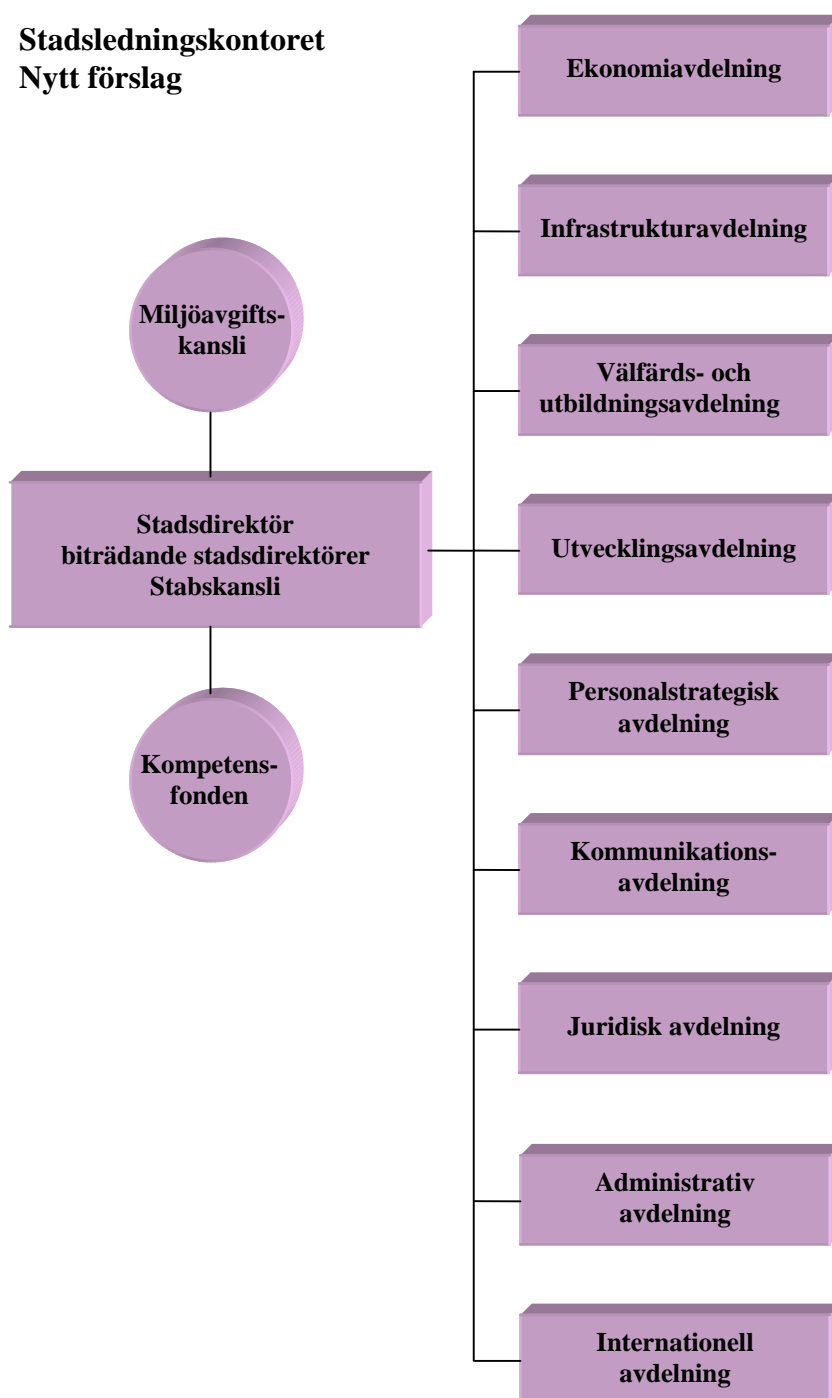 Stadsledningskontoret
Nytt förslag
Miljöavgifts-
kansli
Stadsdirektör
biträdande stadsdirektörer
Stabskansli
Kompetens-
fonden
Ekonomiavdelning
Infrastrukturavdelning
Välfärds- och
utbildningsavdelning
Utvecklingsavdelning
Personalstrategisk
avdelning
Kommunikations-
avdelning
Juridisk avdelning
Administrativ
avdelning
Internationell
avdelning